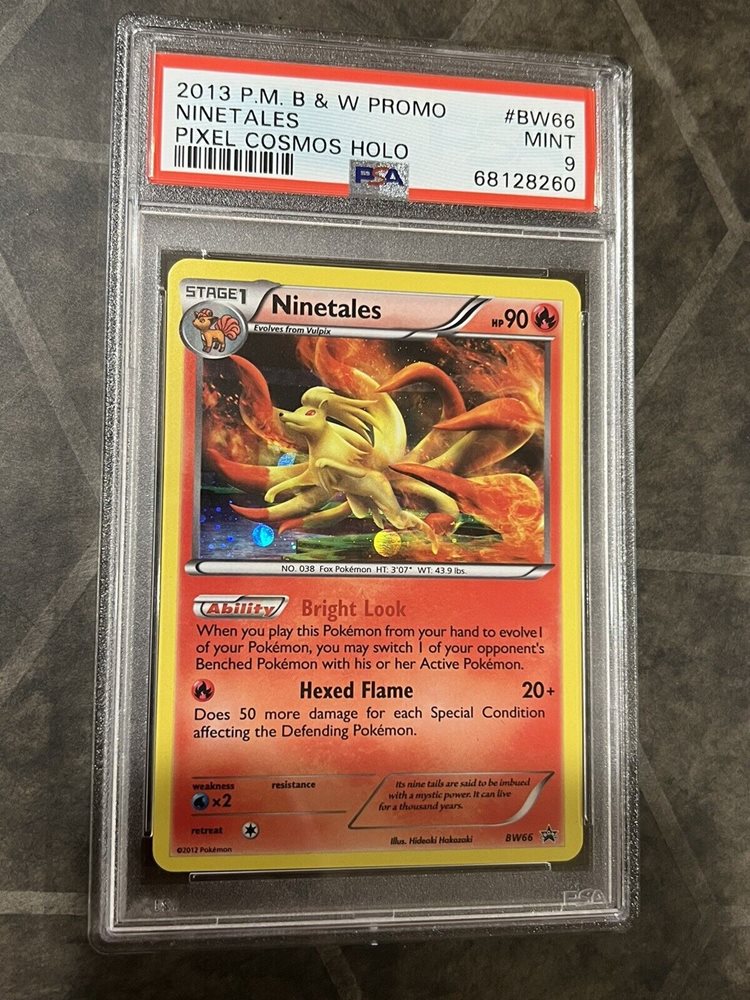 2013 P.M. B & W PROMO #BW66
NINETALES MINT
PIXEL COSMOS HOLO 9
PSA 68128260
STAGE1 Ninetales HP90
Evolves from Vulpix
NO. 038 Fox Pokémon HT: 3'07" WT: 43.9 lbs.
Ability Bright Look
When you play this Pokémon from your hand to evolve1
of your Pokémon, you may switch 1 of your opponent's
Benched Pokémon with his or her Active Pokémon.
Hexed Flame 20+
Does 50 more damage for each Special Condition
affecting the Defending Pokémon.
weakness resistance
×2
retreat
Its nine tails are said to be imbued
with a mystic power. It can live
for a thousand years.
©2012 Pokémon Illus. Hideaki Hakozaki BW66
PSA